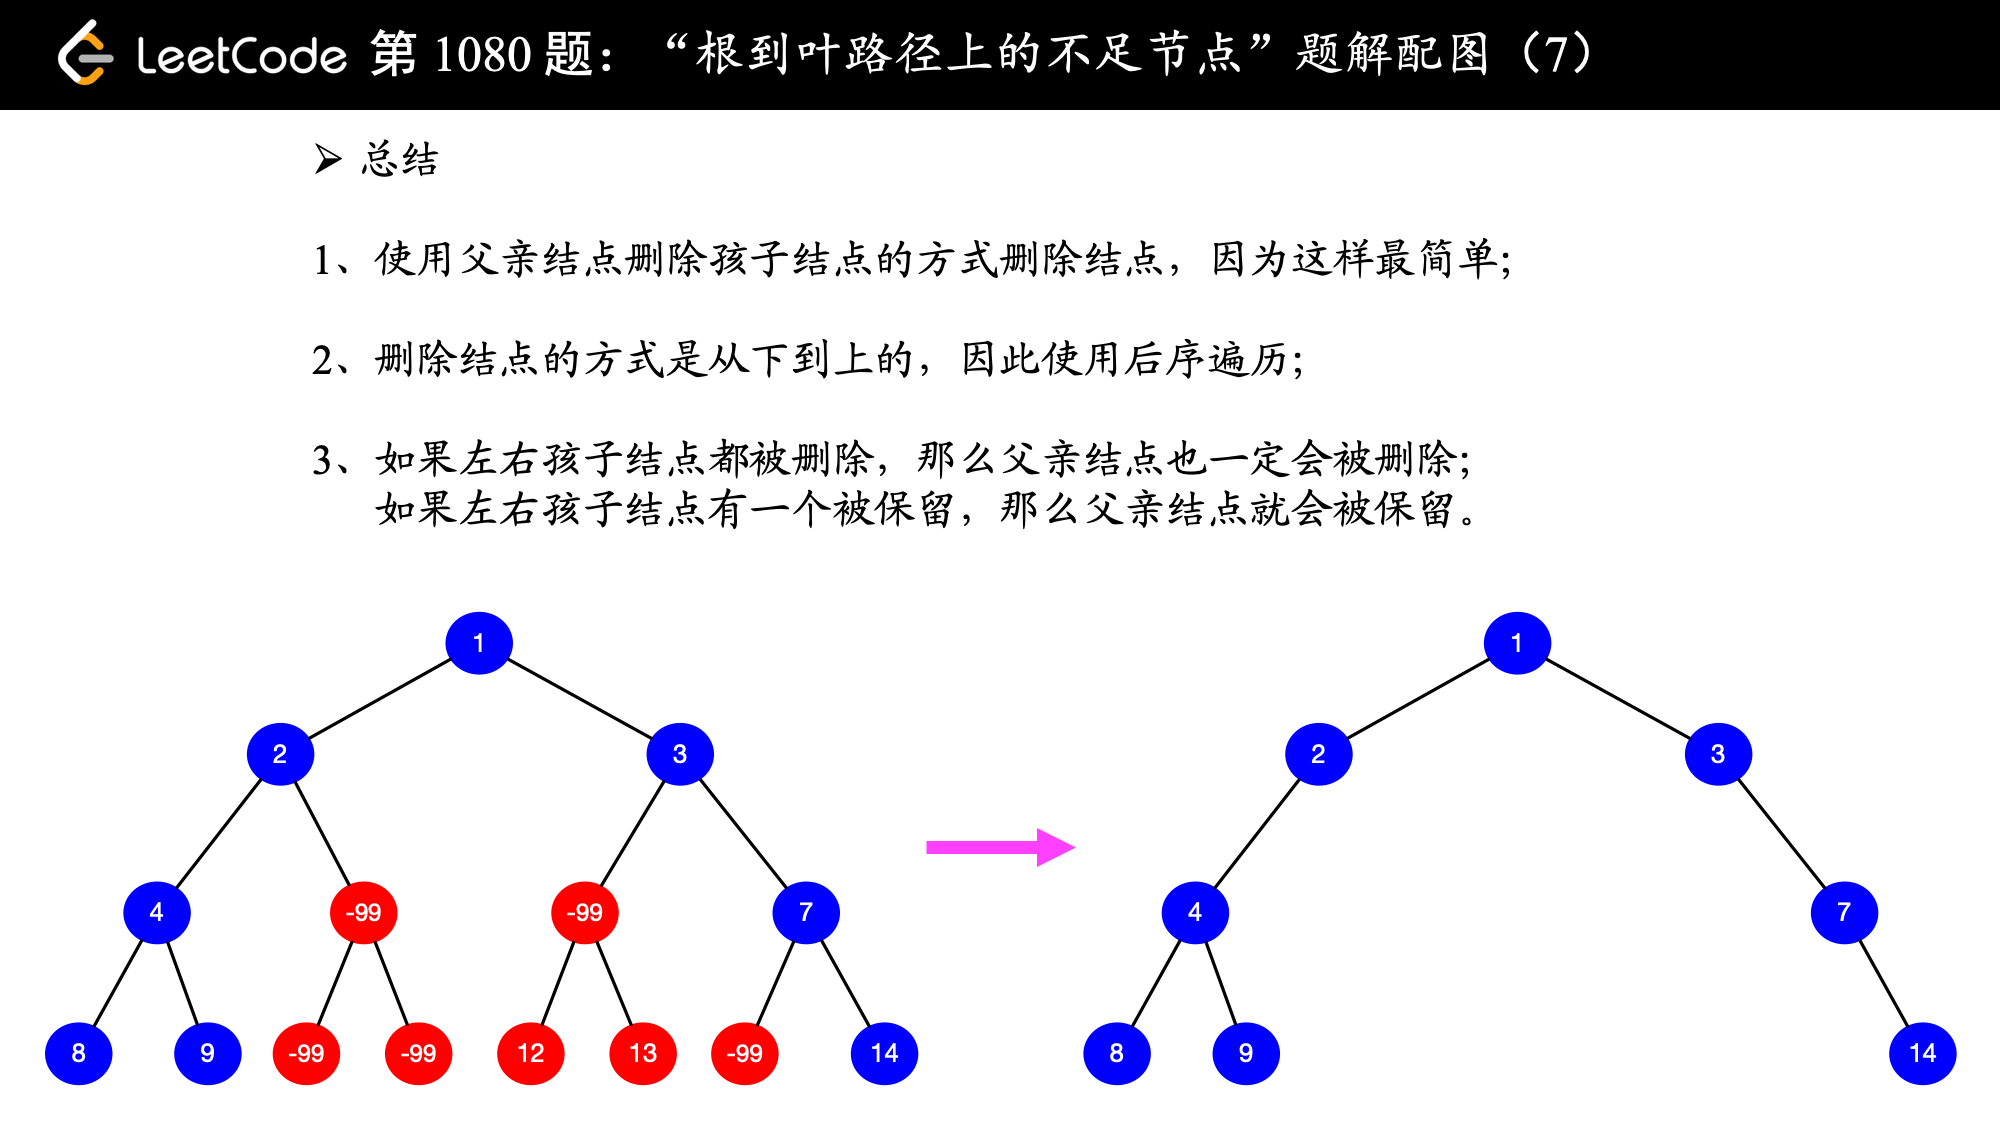 LeetCode 第 1080 题：“根到叶路径上的不足节点”题解配图（7）
➢ 总结
1、使用父亲结点删除孩子结点的方式删除结点，因为这样最简单；
2、删除结点的方式是从下到上的，因此使用后序遍历；
3、如果左右孩子结点都被删除，那么父亲结点也一定会被删除；
如果左右孩子结点有一个被保留，那么父亲结点就会被保留。
1
2 3
4 -99 -99 7
8 9 -99 -99 12 13 -99 14
1
2 3
4 7
8 9 14